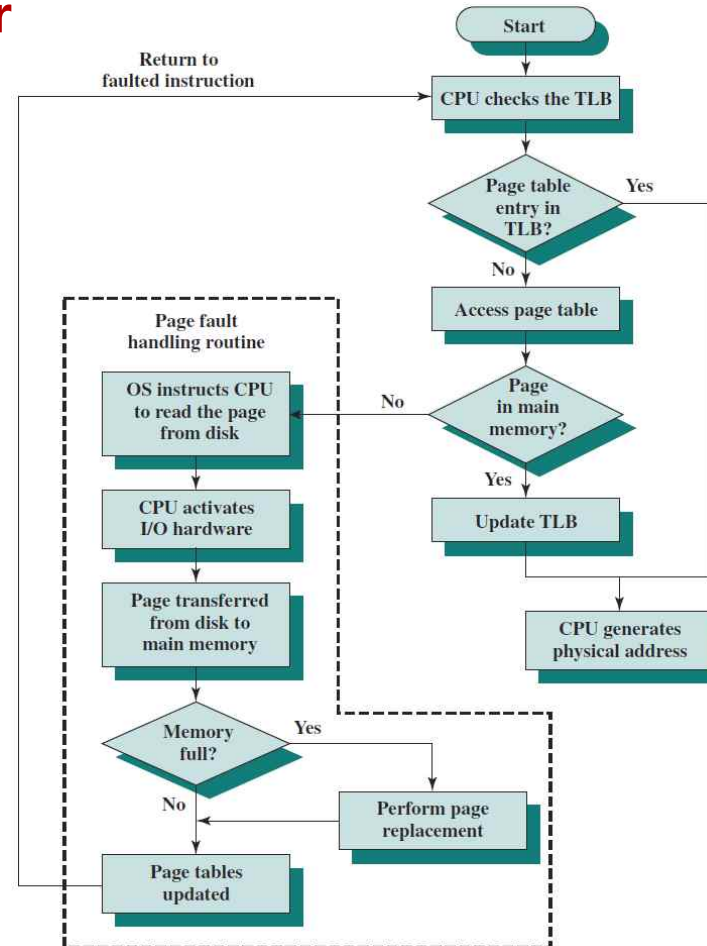 r
Start
Return to
faulted instruction
CPU checks the TLB
Page table
entry in
TLB?
Yes
No
Access page table
Page fault
handling routine
OS instructs CPU
to read the page
from disk
No
Page
in main
memory?
Yes
CPU activates
I/O hardware
Update TLB
Page transferred
from disk to
main memory
CPU generates
physical address
Memory
full?
Yes
No
Perform page
replacement
Page tables
updated